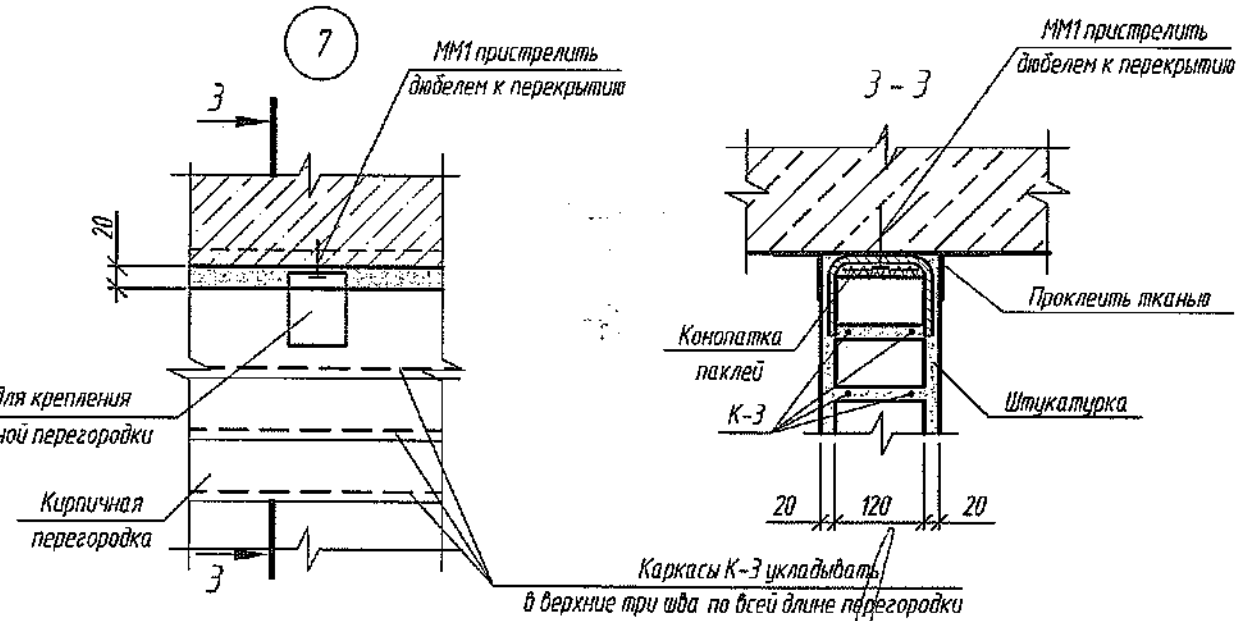 7
ММ1 пристрелить
дюбелем к перекрытию
3
20
для крепления
ной перегородки
Кирпичная
перегородка
3
Каркасы К-3 укладывать
в верхние три шва по всей длине перегородки
3 - 3
ММ1 пристрелить
дюбелем к перекрытию
Проклеить тканью
Конопатка
паклей
К-3
Штукатурка
20 120 20